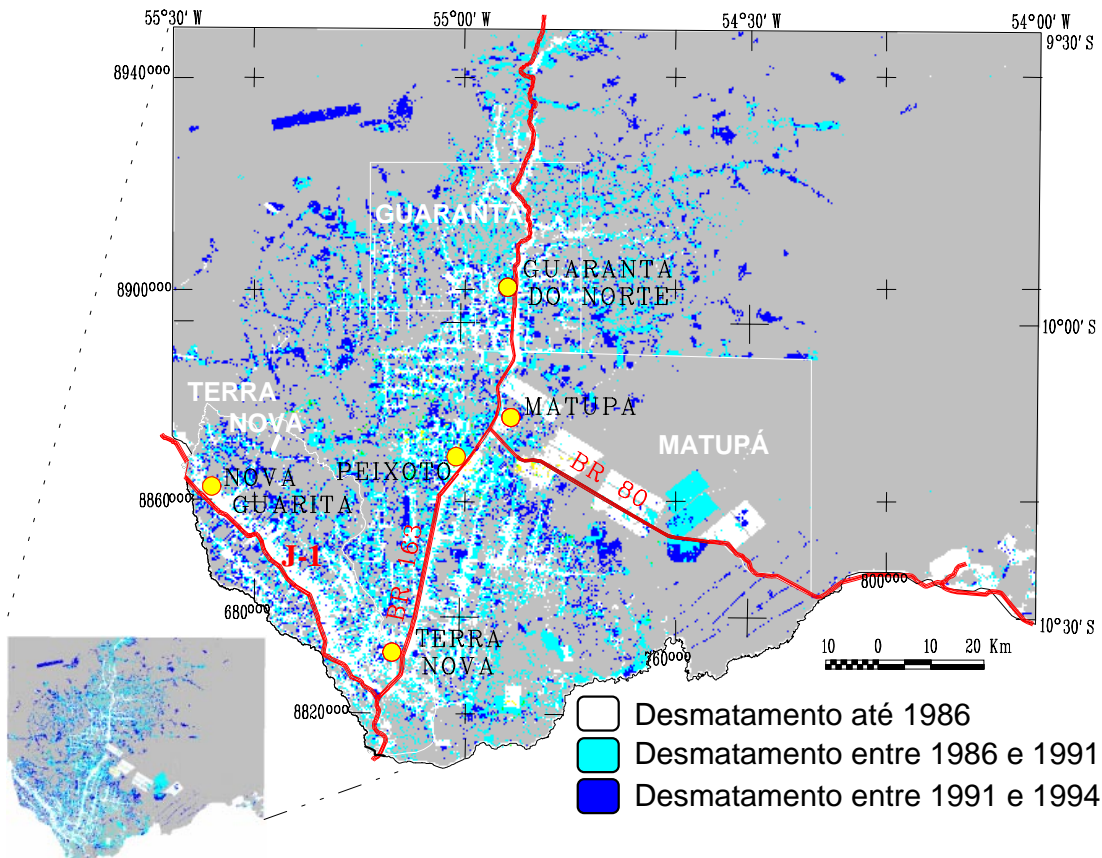 55°30' W
55°00' W
54°30' W
54°00' W
9°30' S
8940000
GUARANTÃ
GUARANTA
DO NORTE
8900000
10°00' S
TERRA
NOVA
MATUPA
MATUPÁ
PEIXOTO
BR 80
NOVA
GUARITA
8860000
BR 163
J-1
800000
680000
10°30' S
TERRA
NOVA
760000
10 0 10 20 Km
8820000
Desmatamento até 1986
Desmatamento entre 1986 e 1991
Desmatamento entre 1991 e 1994